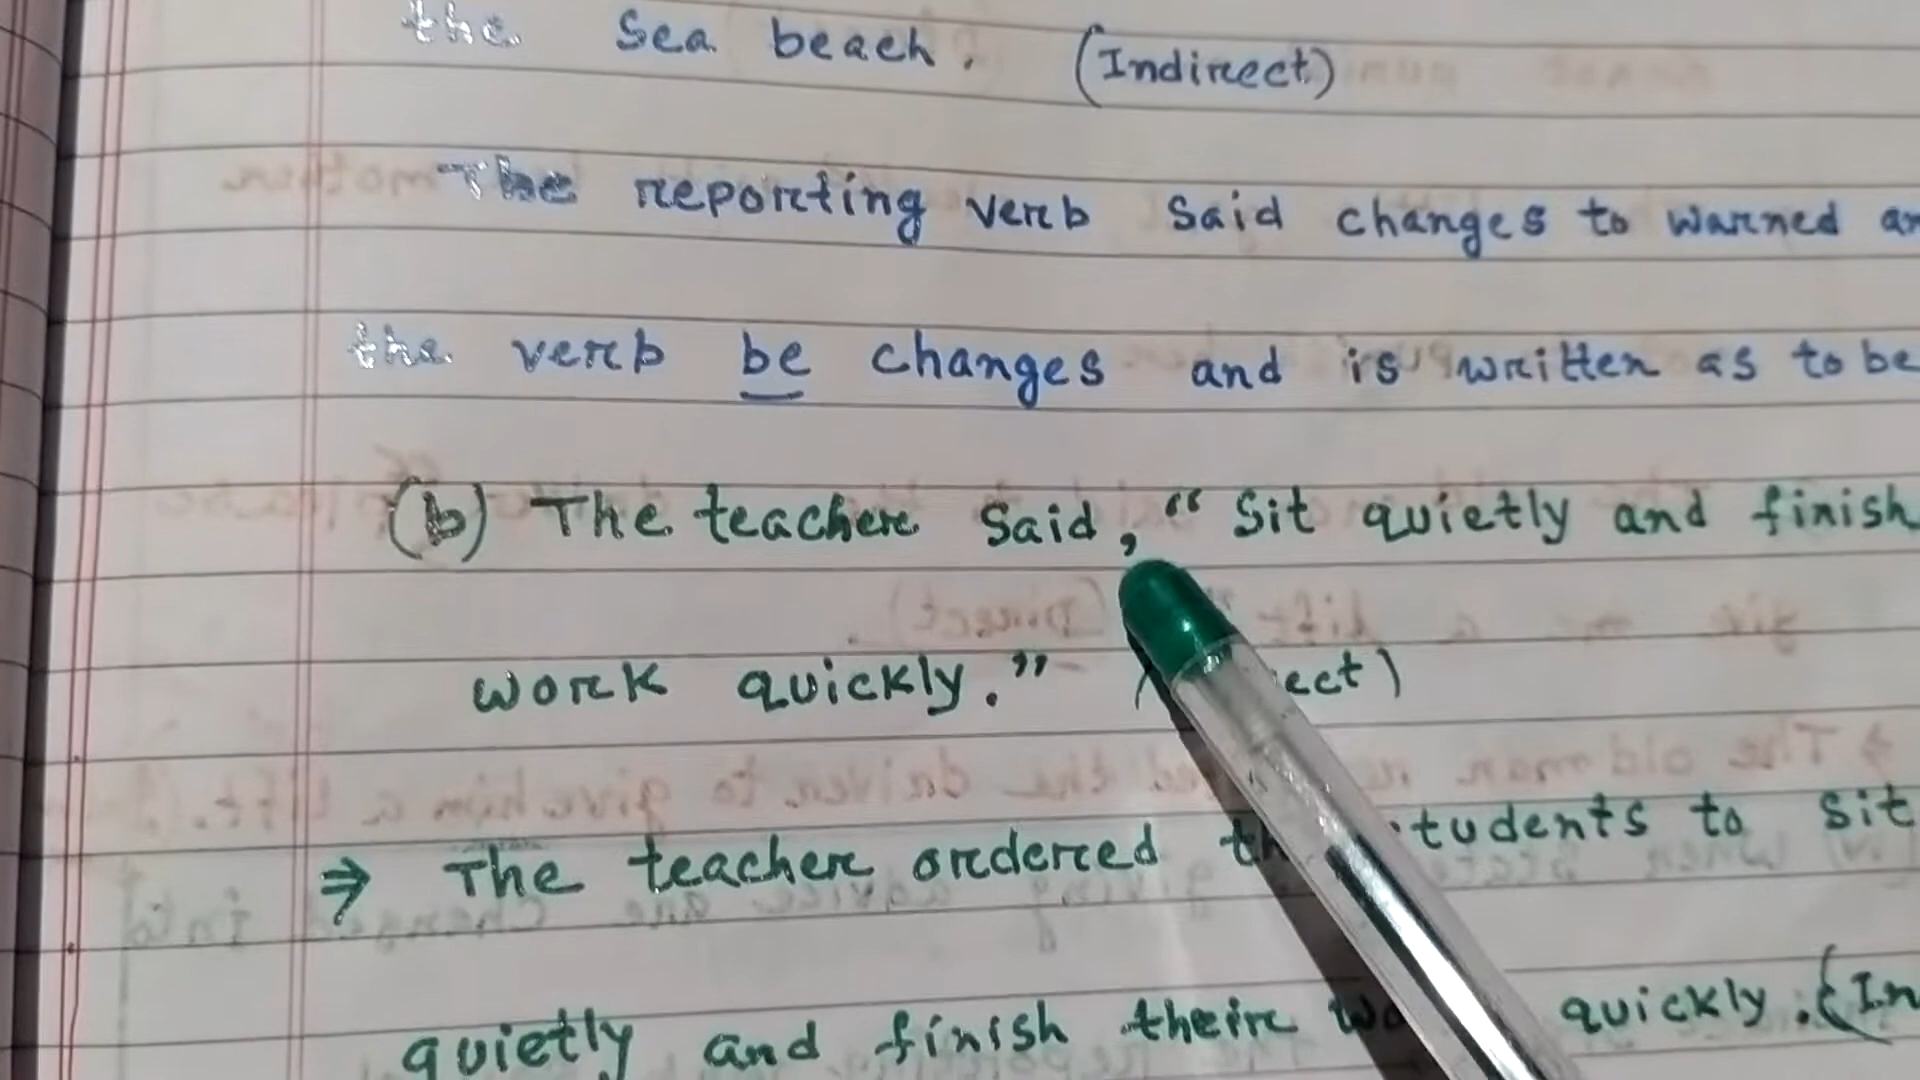 the sea beach. (Indirect)
The reporting verb said changes to warned
the verb be changes and is written as to be
(b) The teacher said, “Sit quietly and finish
work quickly.”
⇒ The teacher ordered students to sit
quietly and finish their quickly. (In